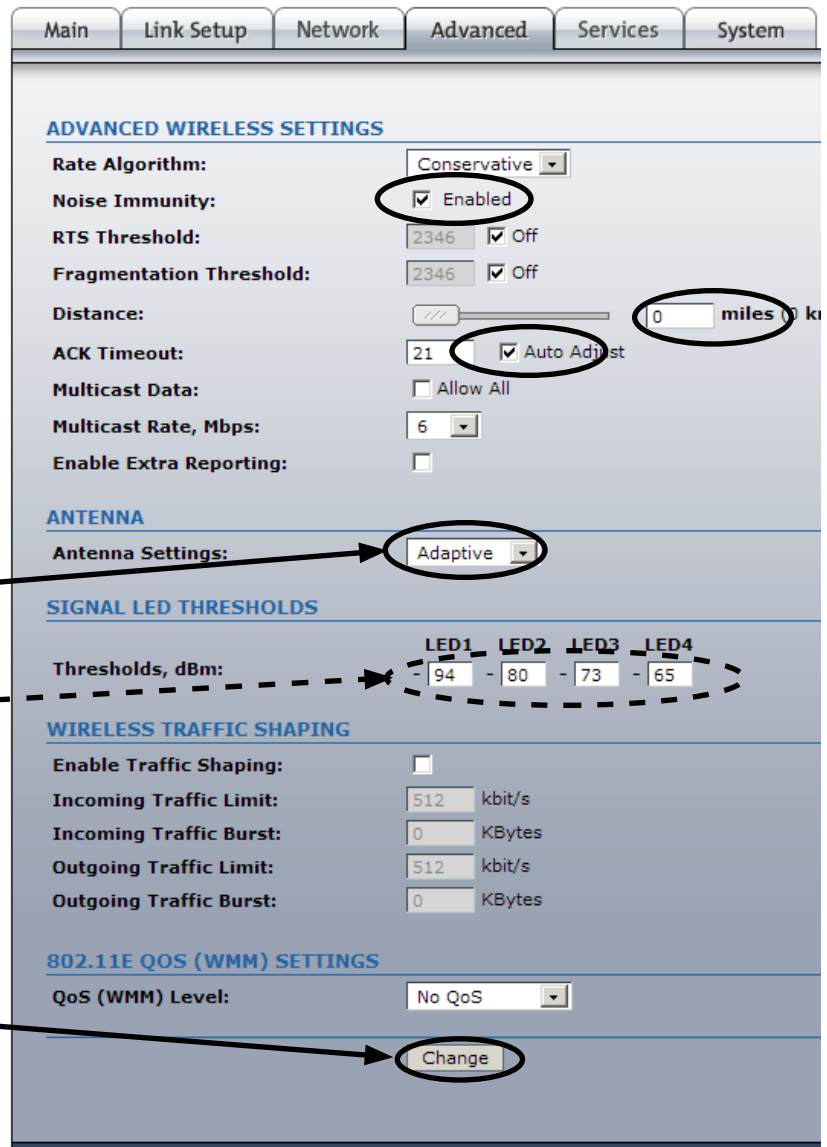 Main Link Setup Network Advanced Services System
ADVANCED WIRELESS SETTINGS
Rate Algorithm: Conservative
Noise Immunity: Enabled
RTS Threshold: 2346 Off
Fragmentation Threshold: 2346 Off
Distance: 0 miles (0 k
ACK Timeout: 21 Auto Adjust
Multicast Data: Allow All
Multicast Rate, Mbps: 6
Enable Extra Reporting:
ANTENNA
Antenna Settings: Adaptive
SIGNAL LED THRESHOLDS
LED1 LED2 LED3 LED4
Thresholds, dBm: - 94 - 80 - 73 - 65
WIRELESS TRAFFIC SHAPING
Enable Traffic Shaping:
Incoming Traffic Limit: 512 kbit/s
Incoming Traffic Burst: 0 KBytes
Outgoing Traffic Limit: 512 kbit/s
Outgoing Traffic Burst: 0 KBytes
802.11E QOS (WMM) SETTINGS
QoS (WMM) Level: No QoS
Change